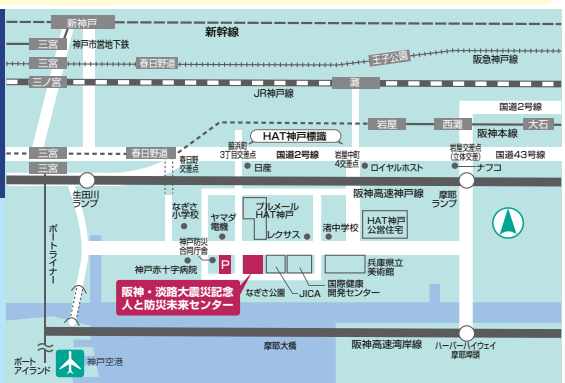 新神戸
新幹線
三宮
神戸市営地下鉄
三宮
春日野道
王子公園
阪急神戸線
三ノ宮
灘
JR神戸線
国道2号線
岩屋
西灘
大石
阪神本線
HAT神戸標識
三宮
春日野道
春日野
交差点
脇浜町
3丁目交差点
国道2号線
岩屋中町
4交差点
岩屋交差点
(立体交差)
国道43号線
日産
ロイヤルホスト
ナフコ
生田川
ランプ
阪神高速神戸線
摩耶
ランプ
なぎさ
小学校
ヤマダ
電機
プルメール
HAT神戸
レクサス
渚中学校
HAT神戸
公営住宅
ポートライナー
神戸防災
合同庁舎
神戸赤十字病院
P
兵庫県立
美術館
国際健康
開発センター
なぎさ公園
JICA
阪神・淡路大震災記念
人と防災未来センター
摩耶大橋
阪神高速湾岸線
ハーバーハイウェイ
摩耶埠頭
ポート
アイランド
神戸空港